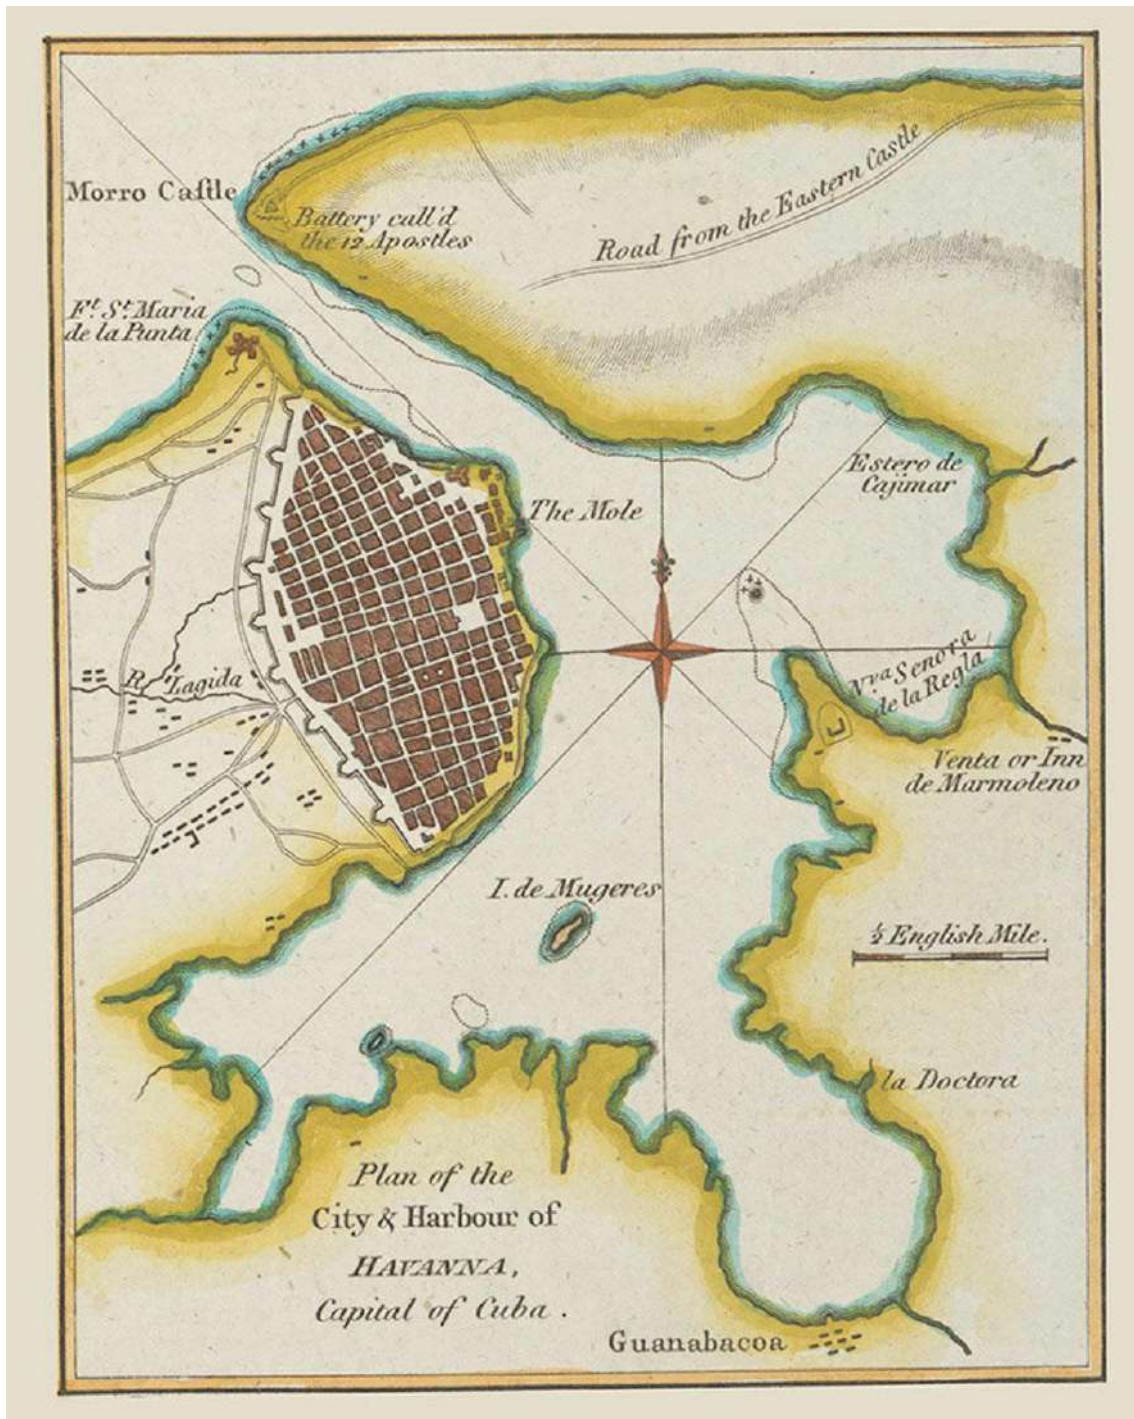 Morro Caſtle
Battery call'd
the 12 Apostles
Road from the Eastern Castle
Ft. St. Maria
de la Punta
Estero de
Cajimar
The Mole
R. Lagida
Nra Senora
de la Regla
Venta or Inn
de Marmoleno
I. de Mugeres
½ English Mile.
la Doctora
Plan of the
City & Harbour of
HAVANNA,
Capital of Cuba.
Guanabacoa